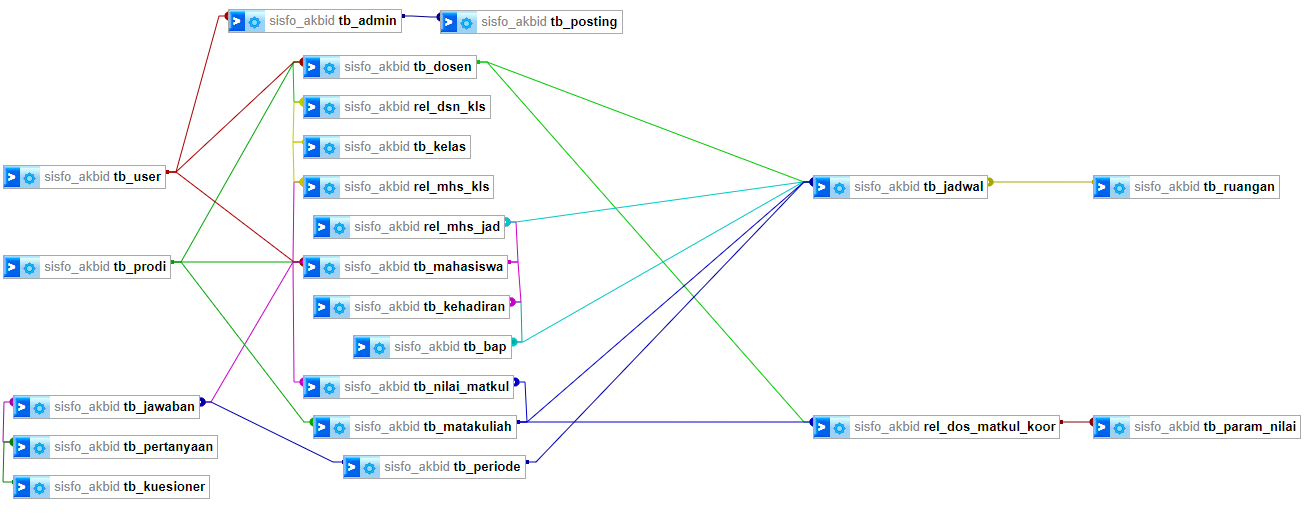 sisfo_akbid tb_admin
sisfo_akbid tb_posting
sisfo_akbid tb_dosen
sisfo_akbid rel_dsn_kls
sisfo_akbid tb_kelas
sisfo_akbid tb_user
sisfo_akbid rel_mhs_kls
sisfo_akbid tb_jadwal
sisfo_akbid tb_ruangan
sisfo_akbid rel_mhs_jad
sisfo_akbid tb_prodi
sisfo_akbid tb_mahasiswa
sisfo_akbid tb_kehadiran
sisfo_akbid tb_bap
sisfo_akbid tb_nilai_matkul
sisfo_akbid tb_jawaban
sisfo_akbid tb_matakuliah
sisfo_akbid rel_dos_matkul_koor
sisfo_akbid tb_param_nilai
sisfo_akbid tb_pertanyaan
sisfo_akbid tb_periode
sisfo_akbid tb_kuesioner